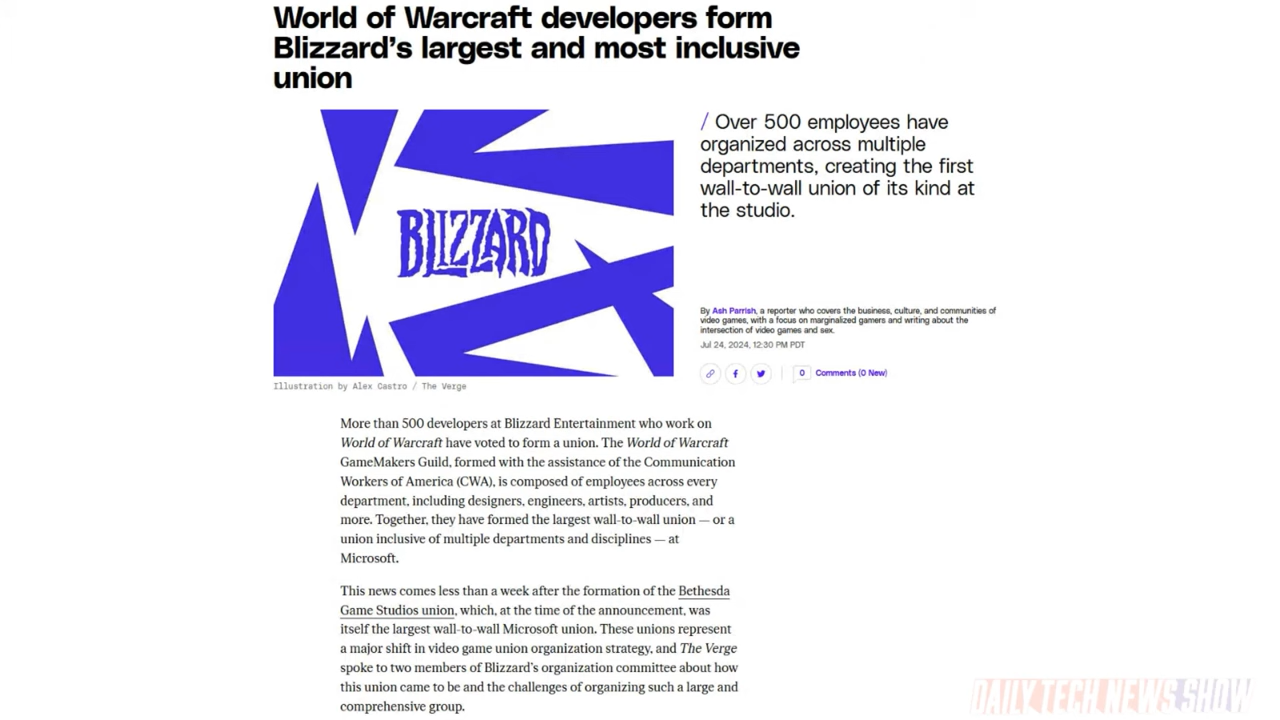 World of Warcraft developers form
Blizzard's largest and most inclusive
union
BLIZZARD
/ Over 500 employees have
organized across multiple
departments, creating the first
wall-to-wall union of its kind at
the studio.
By Ash Parrish, a reporter who covers the business, culture, and communities of
video games, with a focus on marginalized gamers and writing about the
intersection of video games and sex.
Jul 24, 2024, 12:30 PM PDT
0 Comments (0 New)
Illustration by Alex Castro / The Verge
More than 500 developers at Blizzard Entertainment who work on
World of Warcraft have voted to form a union. The World of Warcraft
GameMakers Guild, formed with the assistance of the Communication
Workers of America (CWA), is composed of employees across every
department, including designers, engineers, artists, producers, and
more. Together, they have formed the largest wall-to-wall union — or a
union inclusive of multiple departments and disciplines — at
Microsoft.
This news comes less than a week after the formation of the Bethesda
Game Studios union, which, at the time of the announcement, was
itself the largest wall-to-wall Microsoft union. These unions represent
a major shift in video game union organization strategy, and The Verge
spoke to two members of Blizzard's organization committee about how
this union came to be and the challenges of organizing such a large and
comprehensive group.
DAILY TECH NEWS SHOW